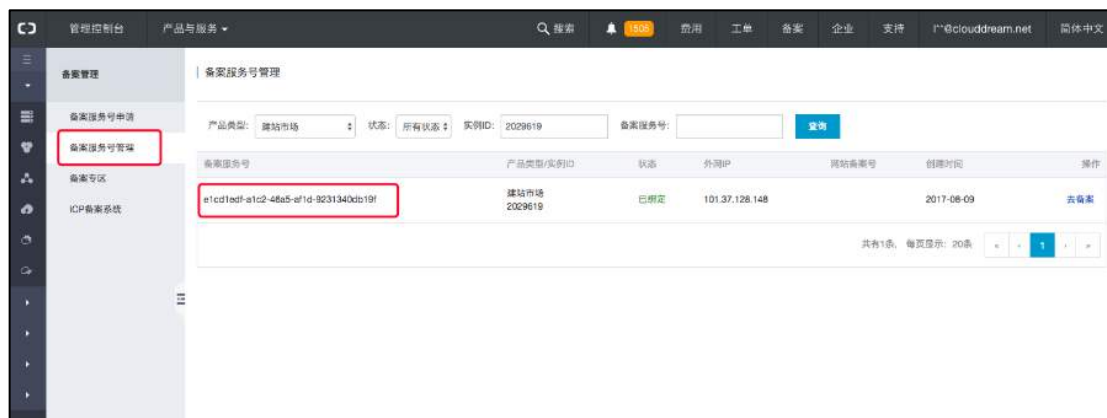 管理控制台 产品与服务 搜索 1505 费用 工单 备案 企业 支持 l**@clouddream.net 简体中文
备案管理
备案服务号申请
备案服务号管理
备案专区
ICP备案系统
备案服务号管理
产品类型: 建站市场 状态: 所有状态 实例ID: 2029619 备案服务号: 查询
备案服务号 产品类型/实例ID 状态 外网IP 网站备案号 创建时间 操作
e1cd1edf-a1c2-46a5-af1d-9231340db19f 建站市场 已绑定 101.37.128.148 2017-08-09 去备案
2029619
共有1条, 每页显示: 20条 « ‹ 1 › »